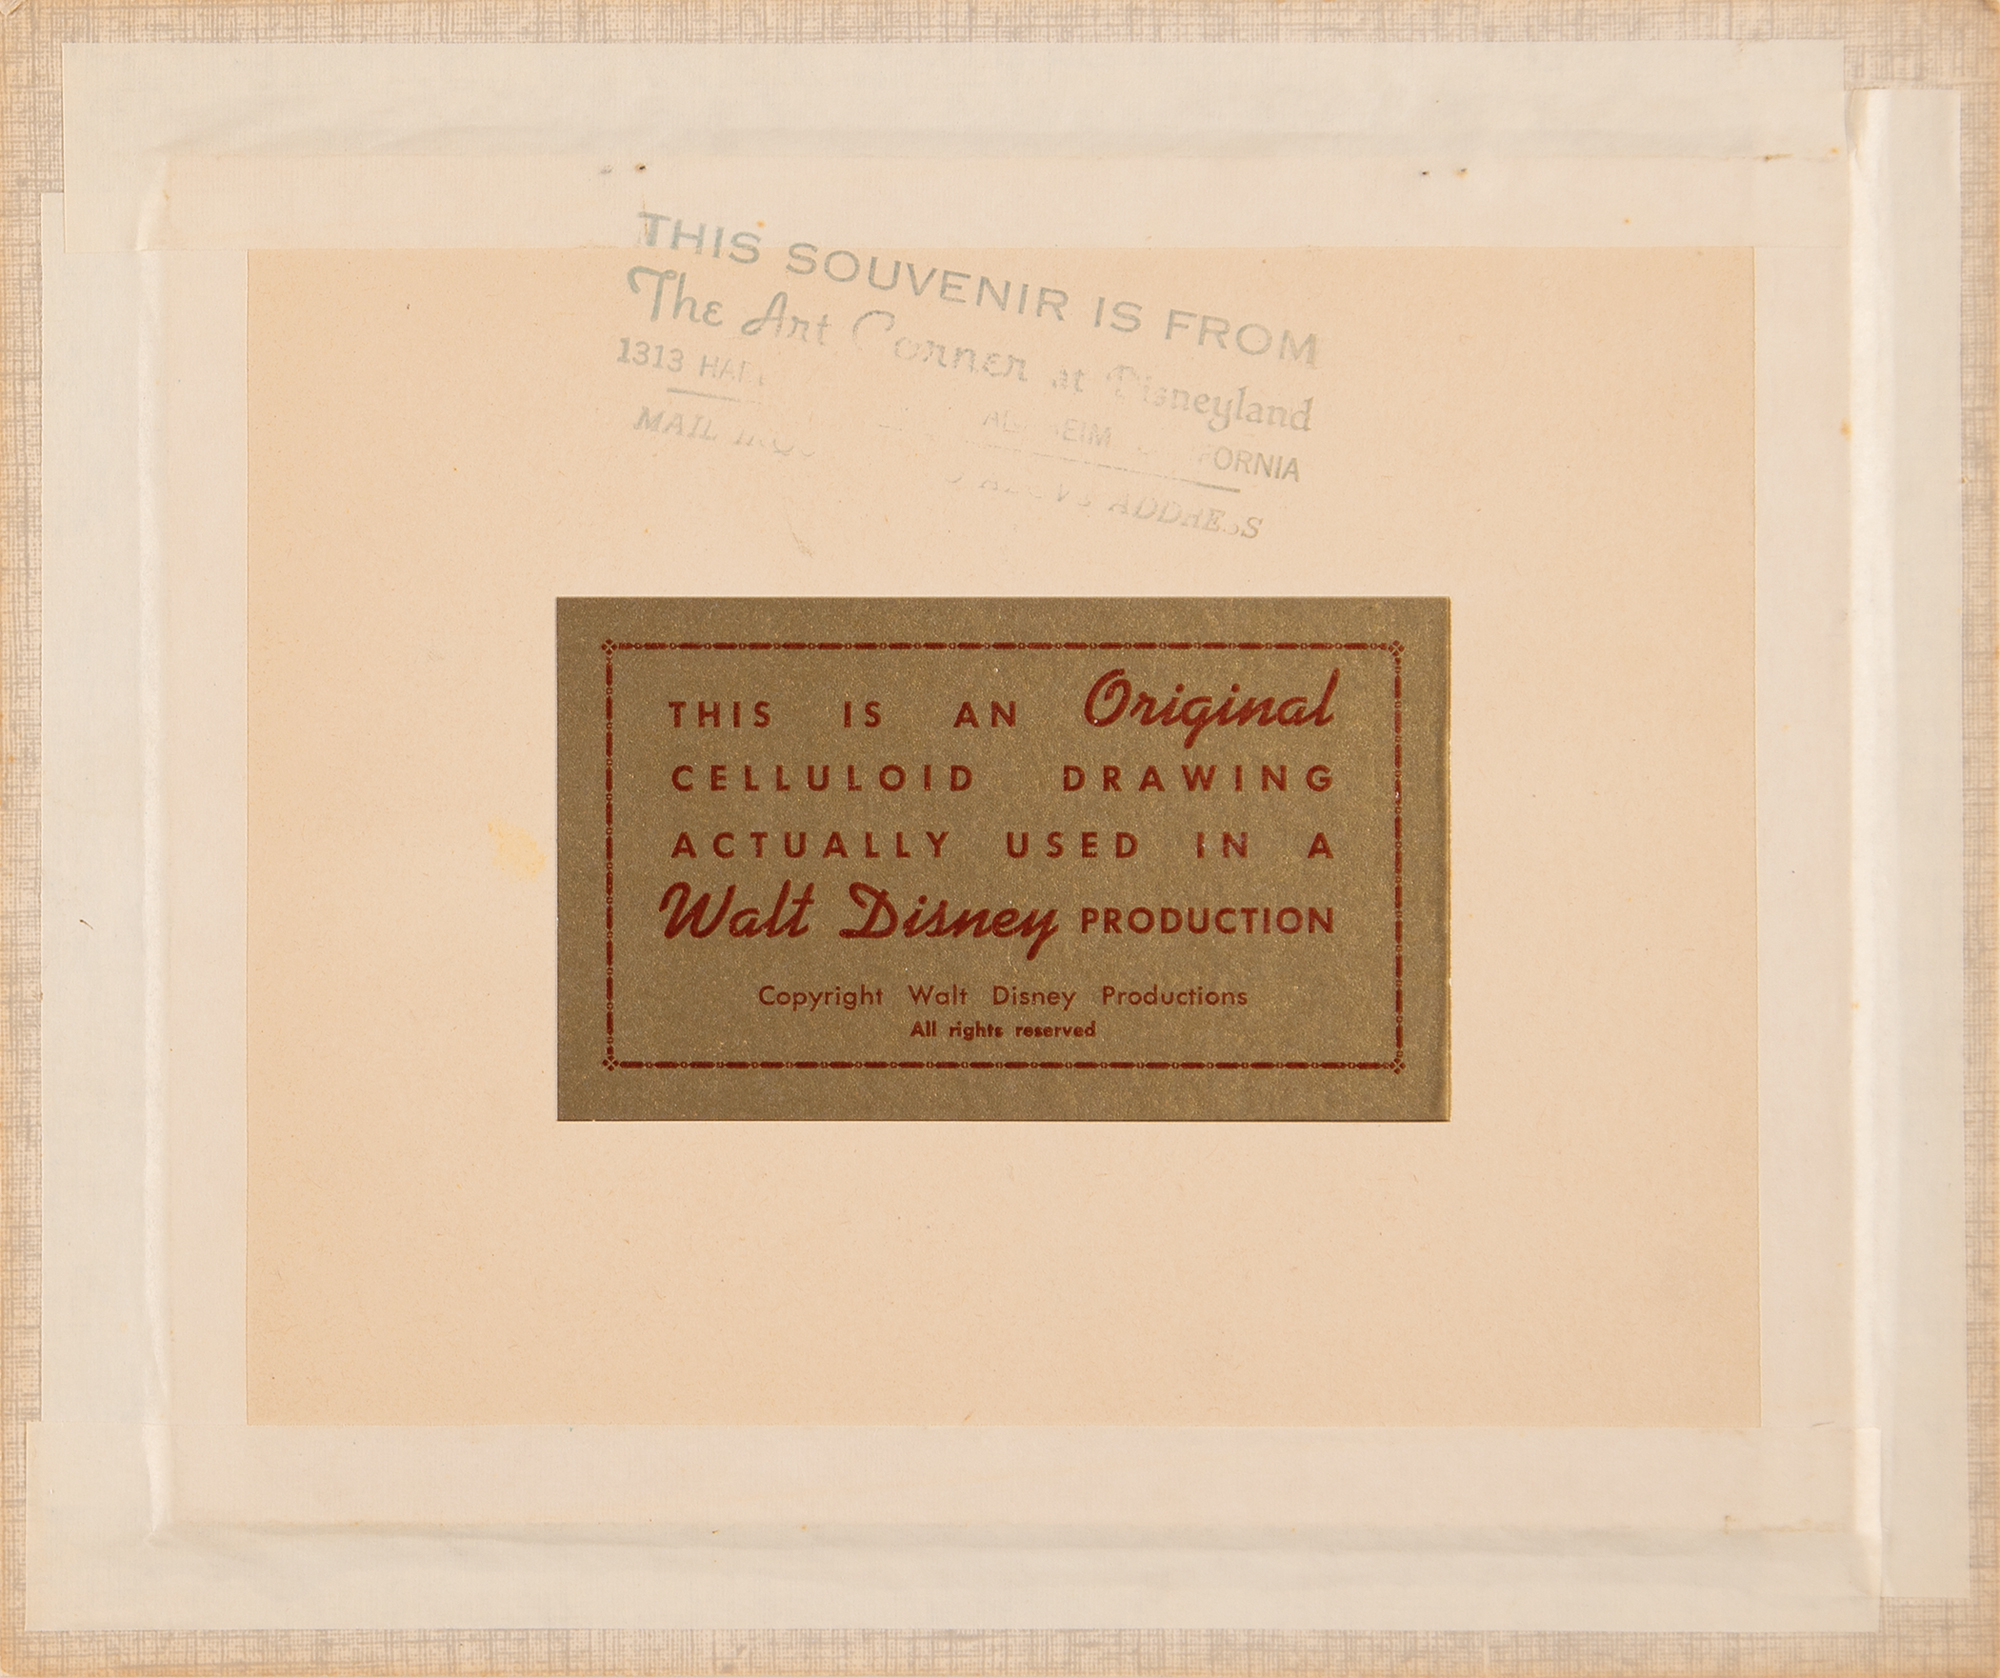 THIS SOUVENIR IS FROM
The Art Corner at Disneyland
1313
MAIL ADDRESS
THIS IS AN Original
CELLULOID DRAWING
ACTUALLY USED IN A
Walt Disney PRODUCTION
Copyright Walt Disney Productions
All rights reserved